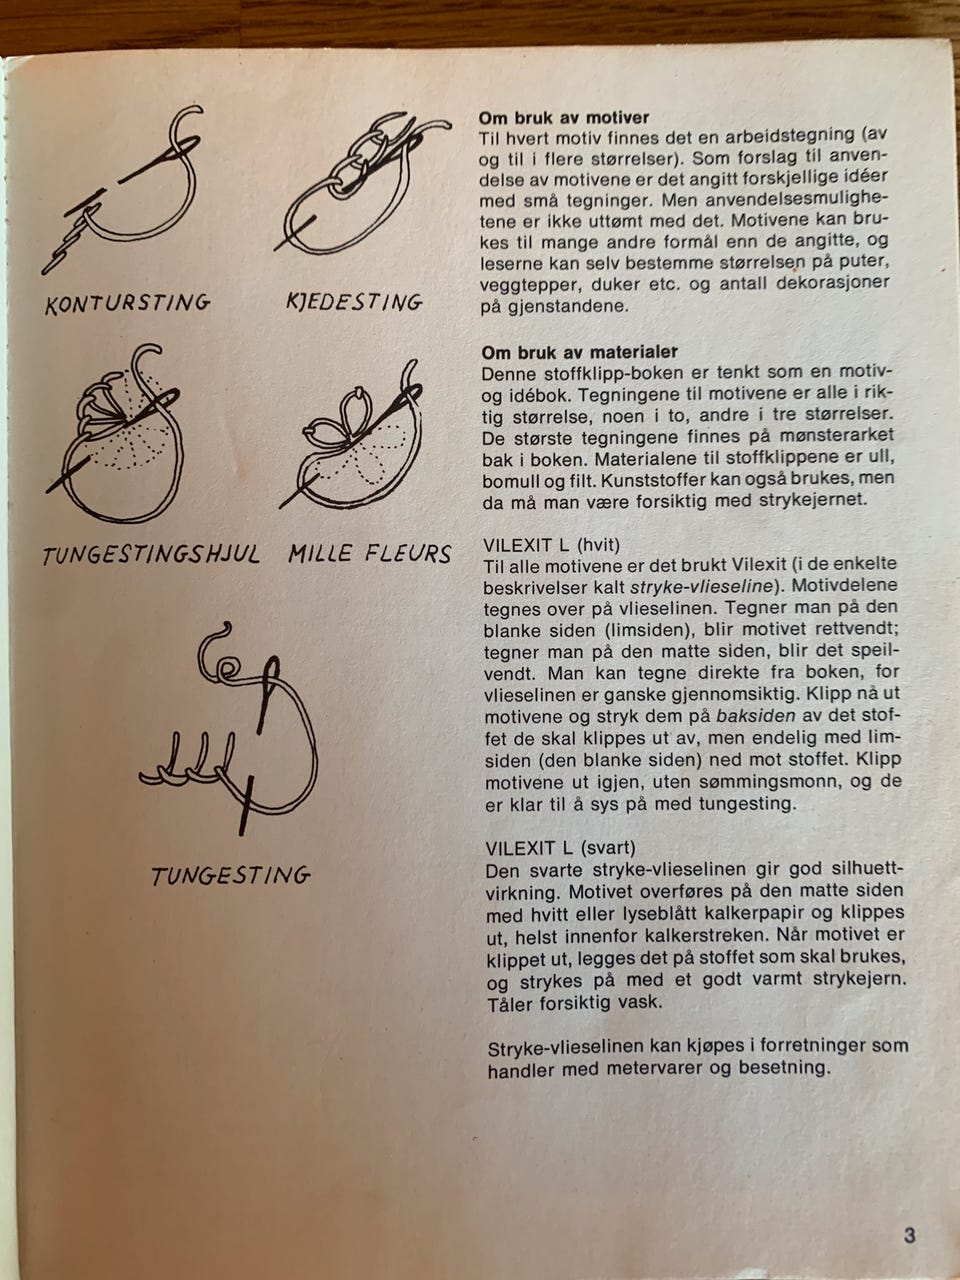 KONTURSTING
KJEDESTING
TUNGESTINGSHJUL
MILLE FLEURS
TUNGESTING
Om bruk av motiver
Til hvert motiv finnes det en arbeidstegning (av
og til i flere størrelser). Som forslag til anven-
delse av motivene er det angitt forskjellige idéer
med små tegninger. Men anvendelsesmulighe-
tene er ikke uttømt med det. Motivene kan bru-
kes til mange andre formål enn de angitte, og
leserne kan selv bestemme størrelsen på puter,
veggtepper, duker etc. og antall dekorasjoner
på gjenstandene.
Om bruk av materialer
Denne stoffklipp-boken er tenkt som en motiv-
og idébok. Tegningene til motivene er alle i rik-
tig størrelse, noen i to, andre i tre størrelser.
De største tegningene finnes på mønsterarket
bak i boken. Materialene til stoffklippene er ull,
bomull og filt. Kunststoffer kan også brukes, men
da må man være forsiktig med strykejernet.
VILEXIT L (hvit)
Til alle motivene er det brukt Vilexit (i de enkelte
beskrivelser kalt stryke-vlieseline). Motivdelene
tegnes over på vlieselinen. Tegner man på den
blanke siden (limsiden), blir motivet rettvendt;
tegner man på den matte siden, blir det speil-
vendt. Man kan tegne direkte fra boken, for
vlieselinen er ganske gjennomsiktig. Klipp nå ut
motivene og stryk dem på baksiden av det stof-
fet de skal klippes ut av, men endelig med lim-
siden (den blanke siden) ned mot stoffet. Klipp
motivene ut igjen, uten sømmingsmonn, og de
er klar til å sys på med tungesting.
VILEXIT L (svart)
Den svarte stryke-vlieselinen gir god silhuett-
virkning. Motivet overføres på den matte siden
med hvitt eller lyseblått kalkerpapir og klippes
ut, helst innenfor kalkerstreken. Når motivet er
klippet ut, legges det på stoffet som skal brukes,
og strykes på med et godt varmt strykejern.
Tåler forsiktig vask.
Stryke-vlieselinen kan kjøpes i forretninger som
handler med metervarer og besetning.
3